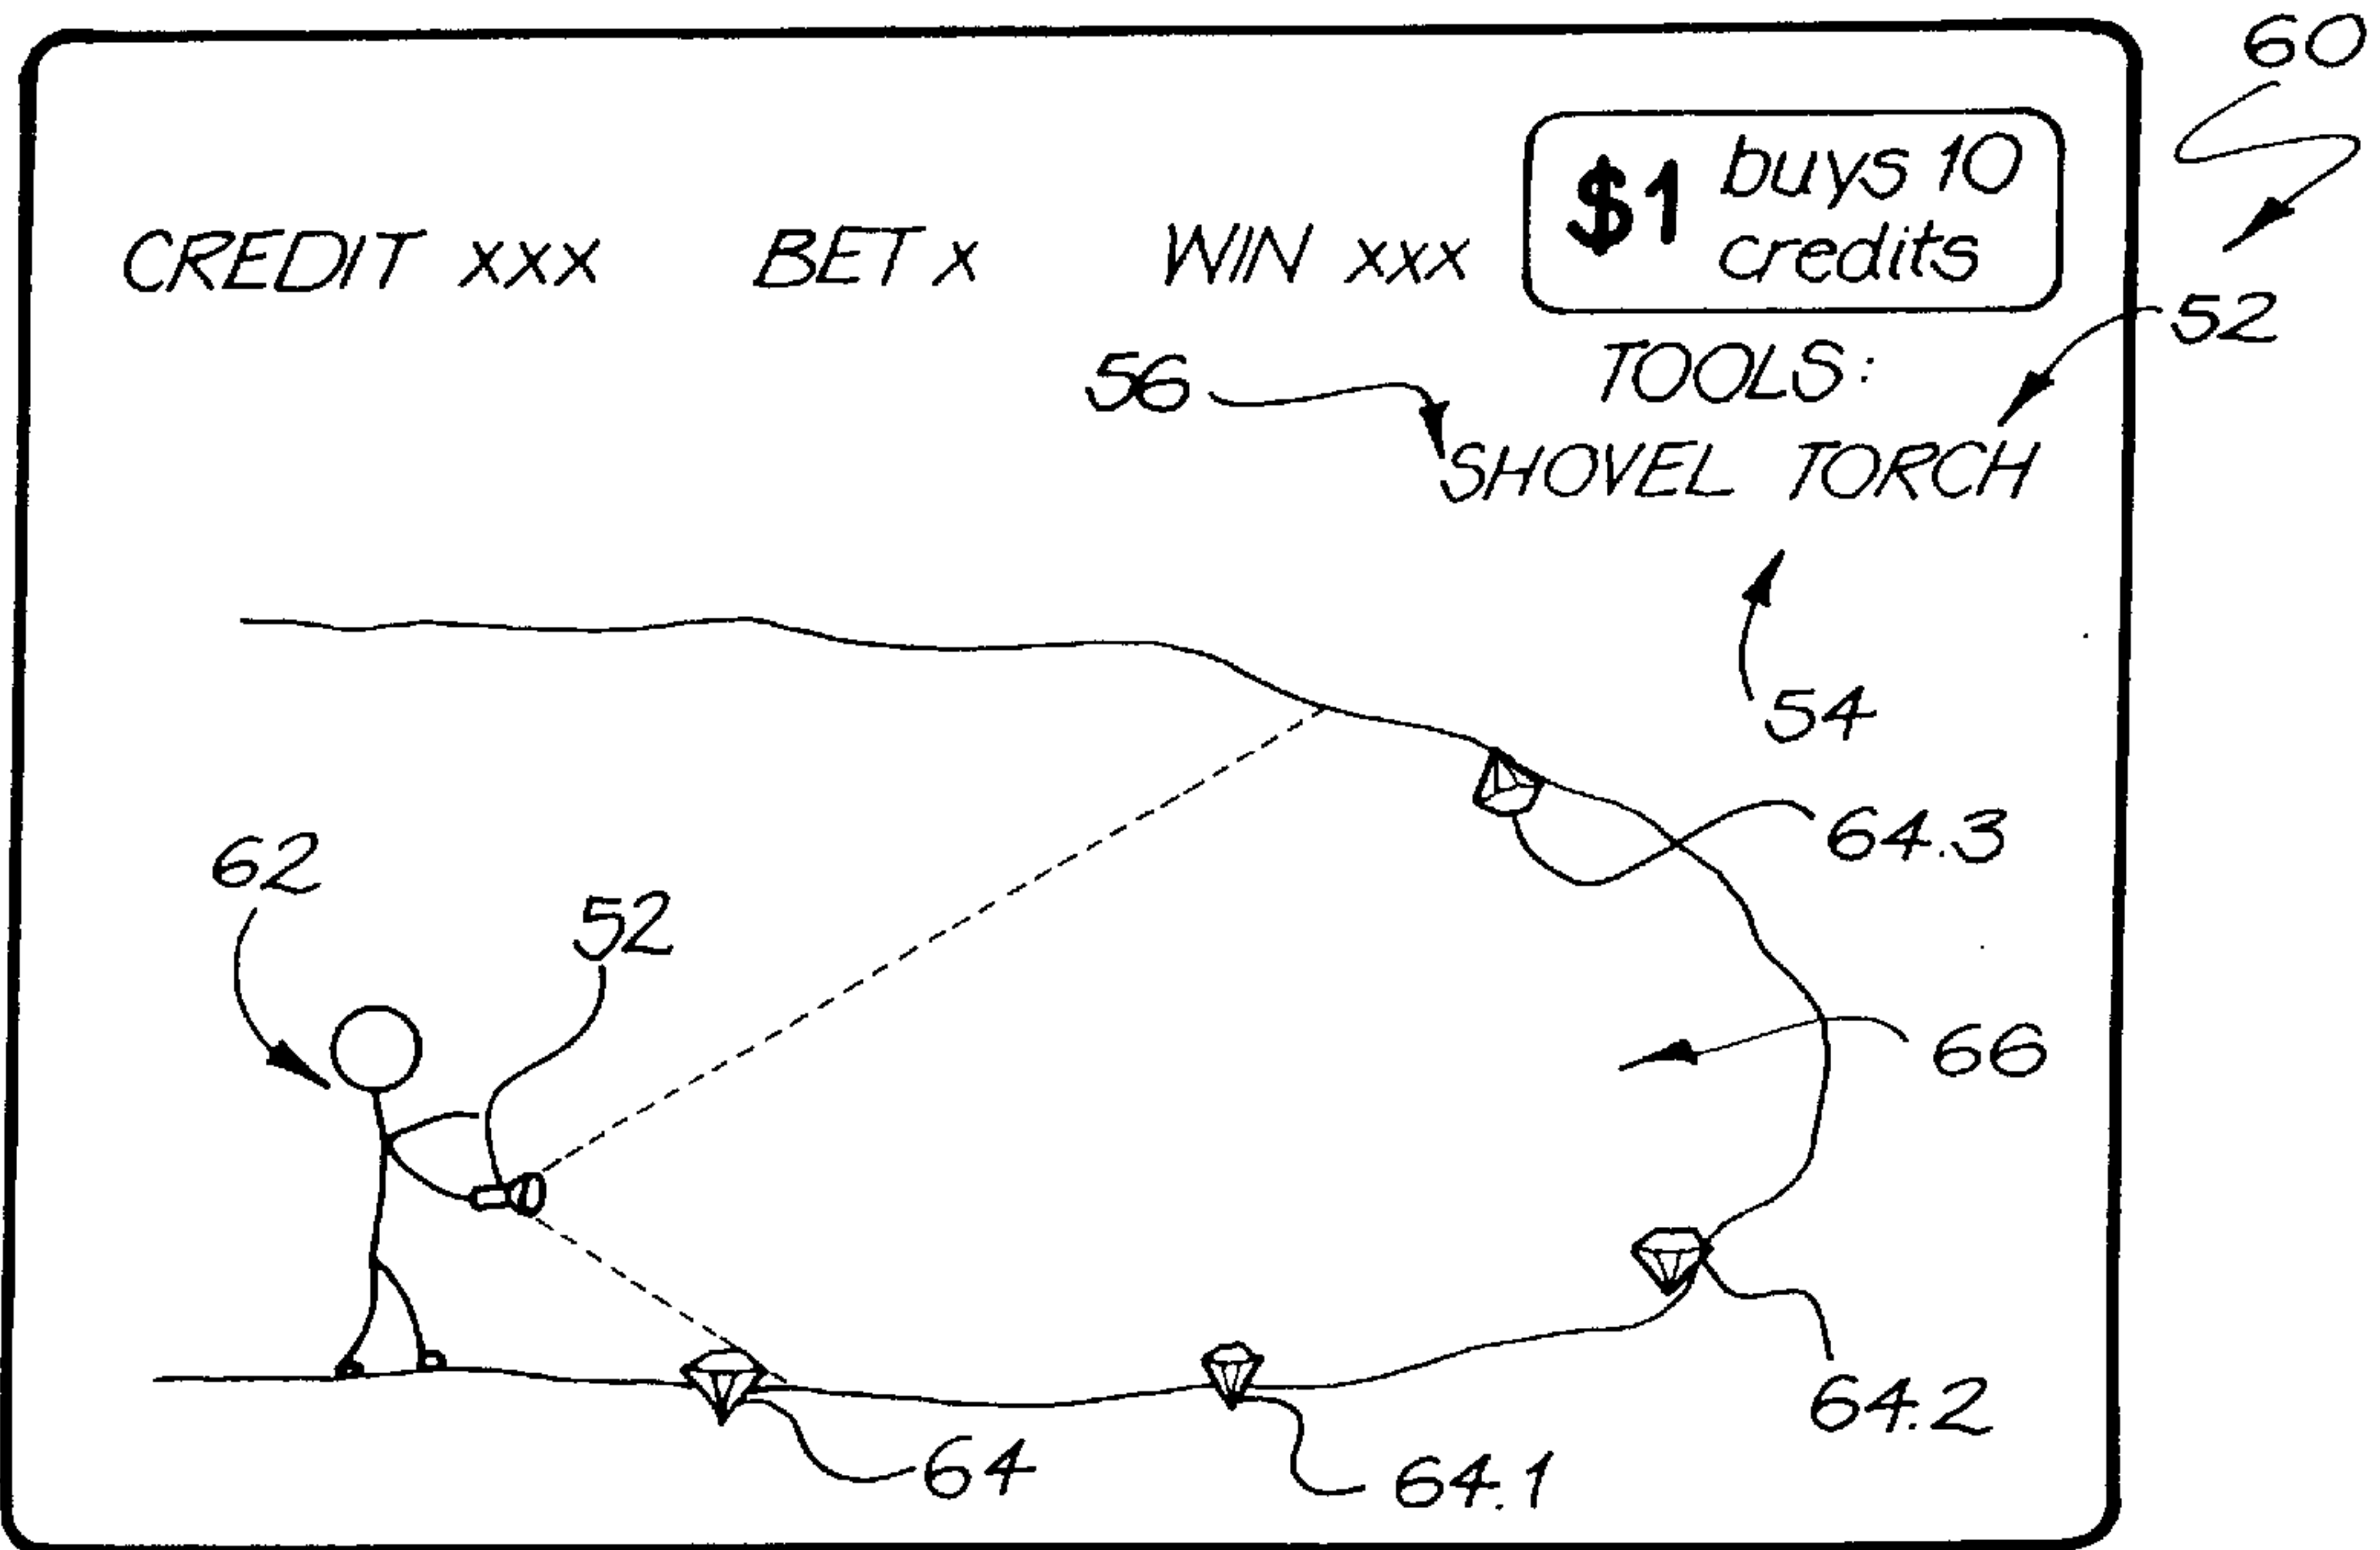 60
$1 buys 10
credits
CREDIT xxx BET x WIN xxx
52
TOOLS:
56
SHOVEL TORCH
54
64.3
62
52
66
64.2
64
64.1